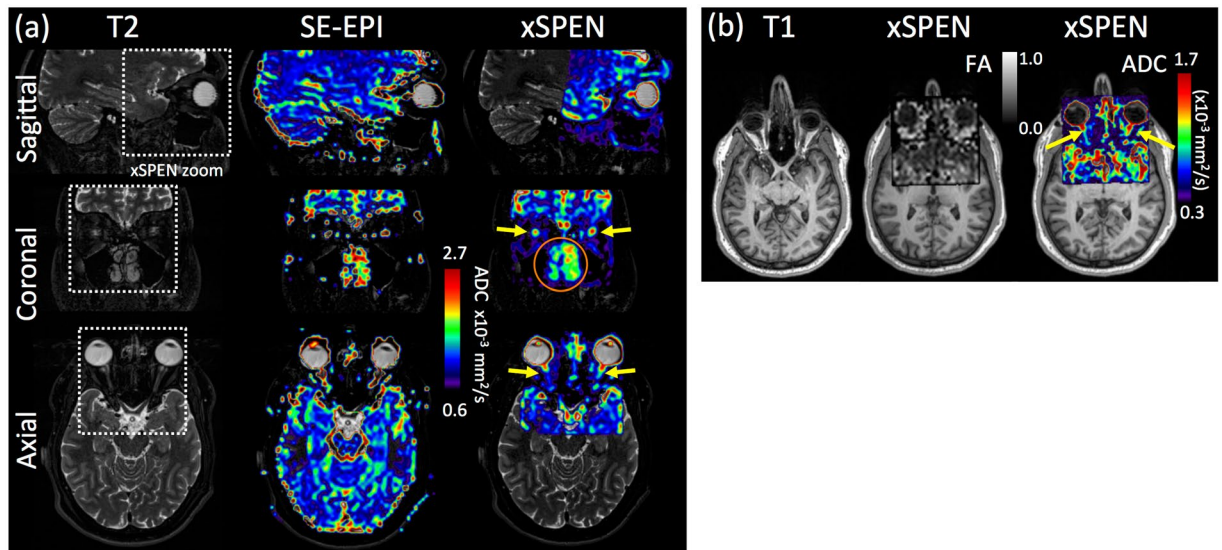 (a)
T2
SE-EPI
xSPEN
Sagittal
xSPEN zoom
Coronal
2.7
ADC x10-3 mm2/s
0.6
Axial
(b)
T1
xSPEN
xSPEN
FA
1.0
0.0
ADC
1.7
(x10-3 mm2/s)
0.3